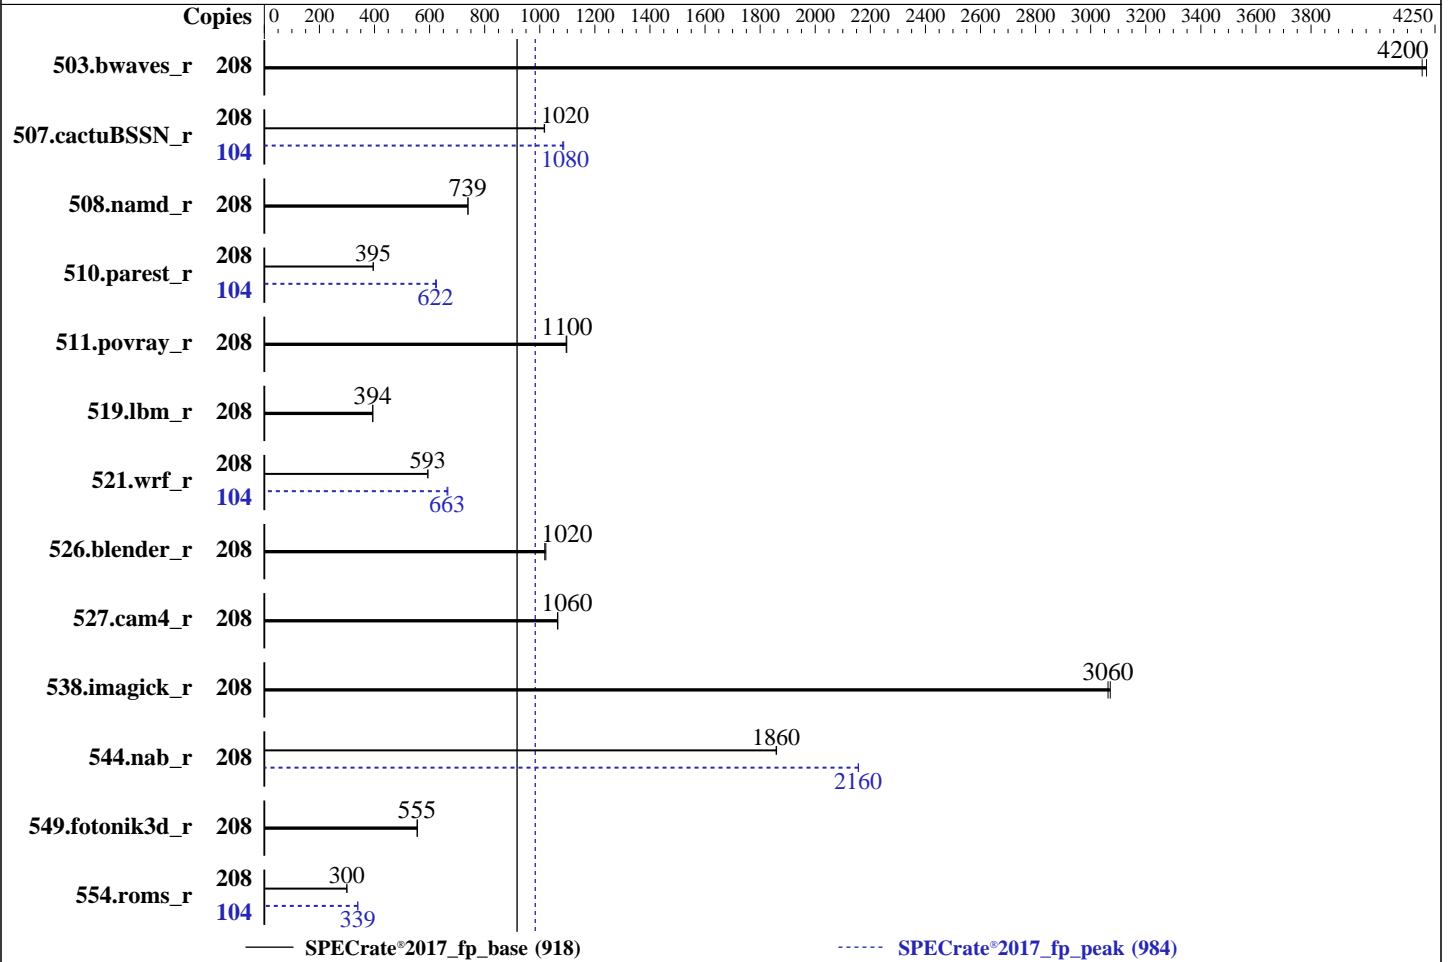 Copies 0 200 400 600 800 1000 1200 1400 1600 1800 2000 2200 2400 2600 2800 3000 3200 3400 3600 3800 4250
503.bwaves_r 208 4200
507.cactuBSSN_r 208 1020
104 1080
508.namd_r 208 739
510.parest_r 208 395
104 622
511.povray_r 208 1100
519.lbm_r 208 394
521.wrf_r 208 593
104 663
526.blender_r 208 1020
527.cam4_r 208 1060
538.imagick_r 208 3060
544.nab_r 208 1860
2160
549.fotonik3d_r 208 555
554.roms_r 208 300
104 339
SPECrate®2017_fp_base (918) SPECrate®2017_fp_peak (984)